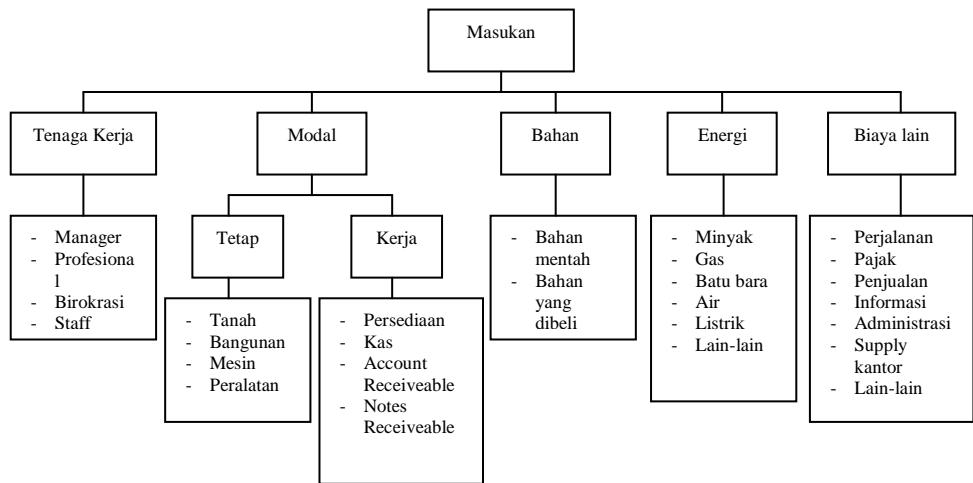 Masukan
Tenaga Kerja
Modal
Bahan
Energi
Biaya lain
- Manager
- Profesiona
l
- Birokrasi
- Staff
Tetap
Kerja
- Tanah
- Bangunan
- Mesin
- Peralatan
- Persediaan
- Kas
- Account
Receiveable
- Notes
Receiveable
- Bahan
mentah
- Bahan
yang
dibeli
- Minyak
- Gas
- Batu bara
- Air
- Listrik
- Lain-lain
- Perjalanan
- Pajak
- Penjualan
- Informasi
- Administrasi
- Supply
kantor
- Lain-lain